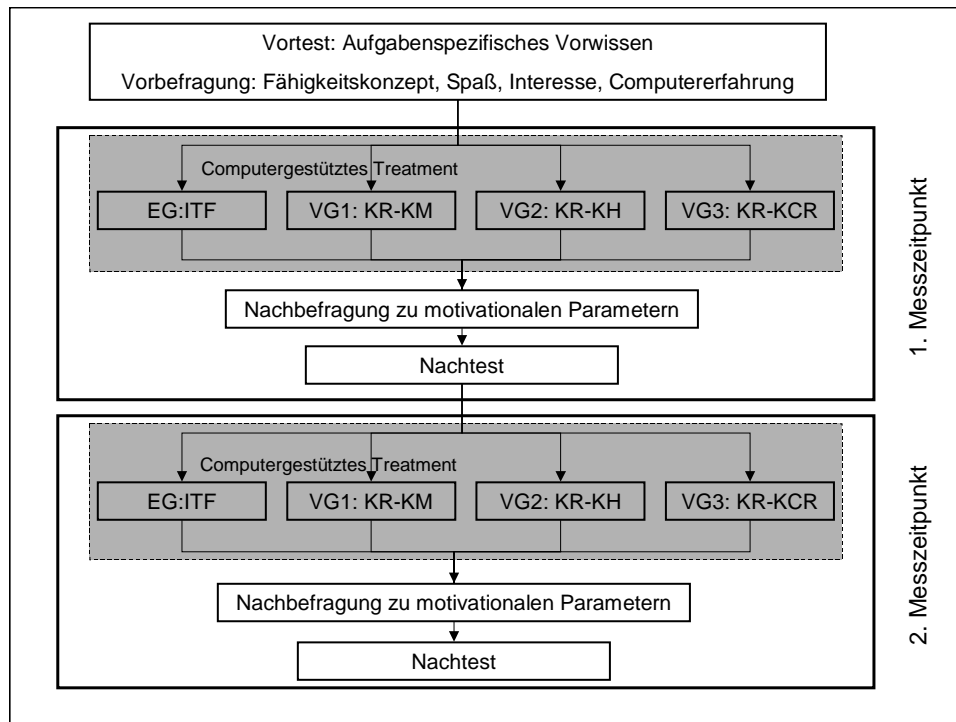 Vortest: Aufgabenspezifisches Vorwissen
Vorbefragung: Fähigkeitskonzept, Spaß, Interesse, Computererfahrung
Computergestütztes Treatment
EG:ITF
VG1: KR-KM
VG2: KR-KH
VG3: KR-KCR
Nachbefragung zu motivationalen Parametern
Nachtest
1. Messzeitpunkt
Computergestütztes Treatment
EG:ITF
VG1: KR-KM
VG2: KR-KH
VG3: KR-KCR
Nachbefragung zu motivationalen Parametern
Nachtest
2. Messzeitpunkt